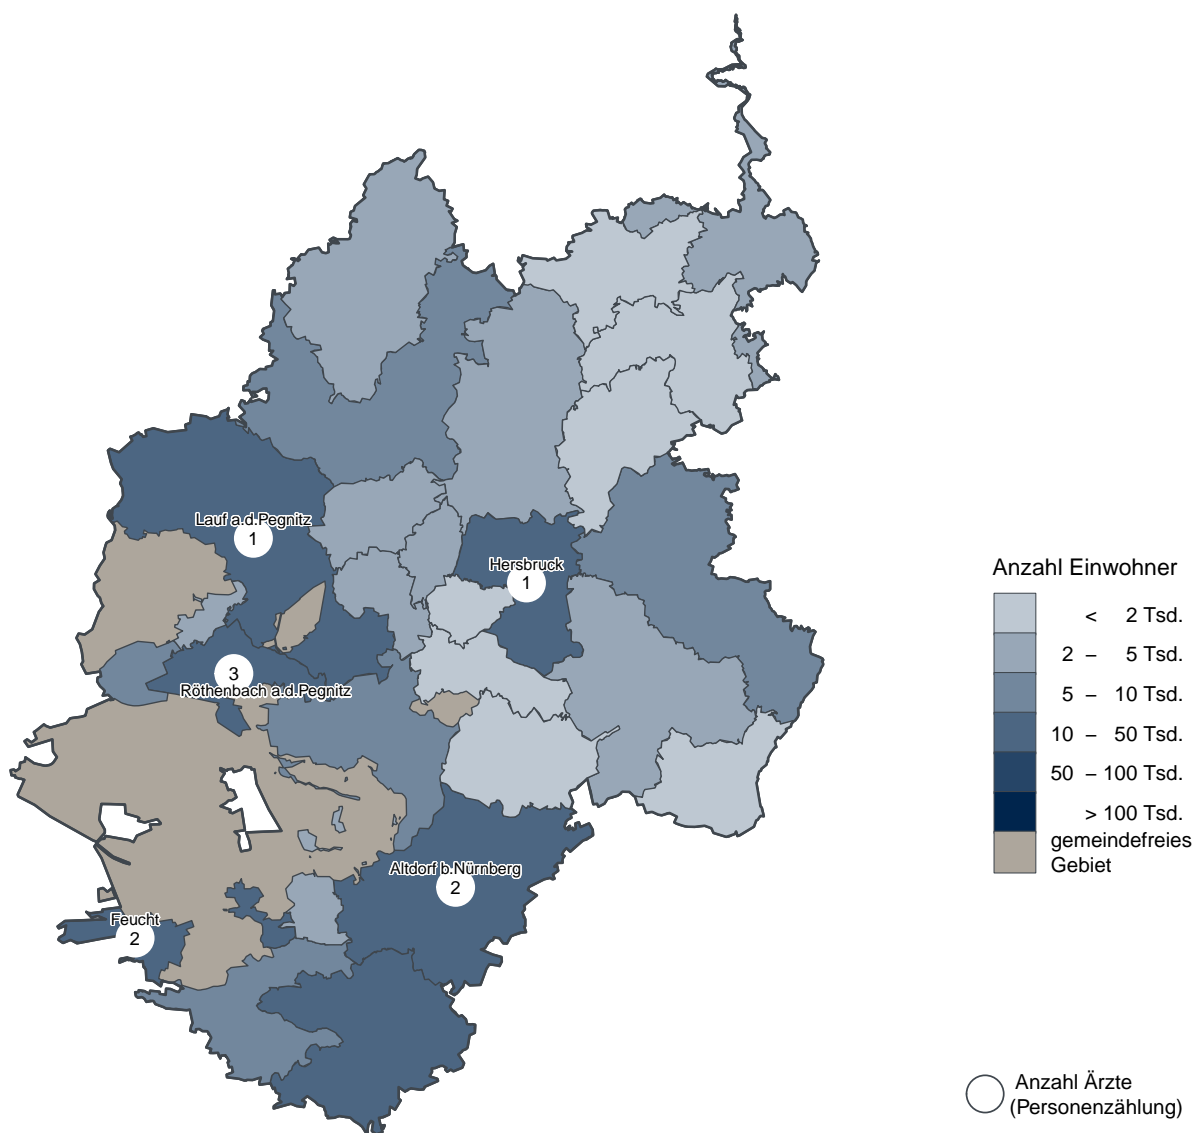 Lauf a.d.Pegnitz
1
Hersbruck
1
3
Röthenbach a.d.Pegnitz
Altdorf b.Nürnberg
2
Feucht
2
Anzahl Einwohner
< 2 Tsd.
2 – 5 Tsd.
5 – 10 Tsd.
10 – 50 Tsd.
50 – 100 Tsd.
> 100 Tsd.
gemeindefreies
Gebiet
Anzahl Ärzte
(Personenzählung)